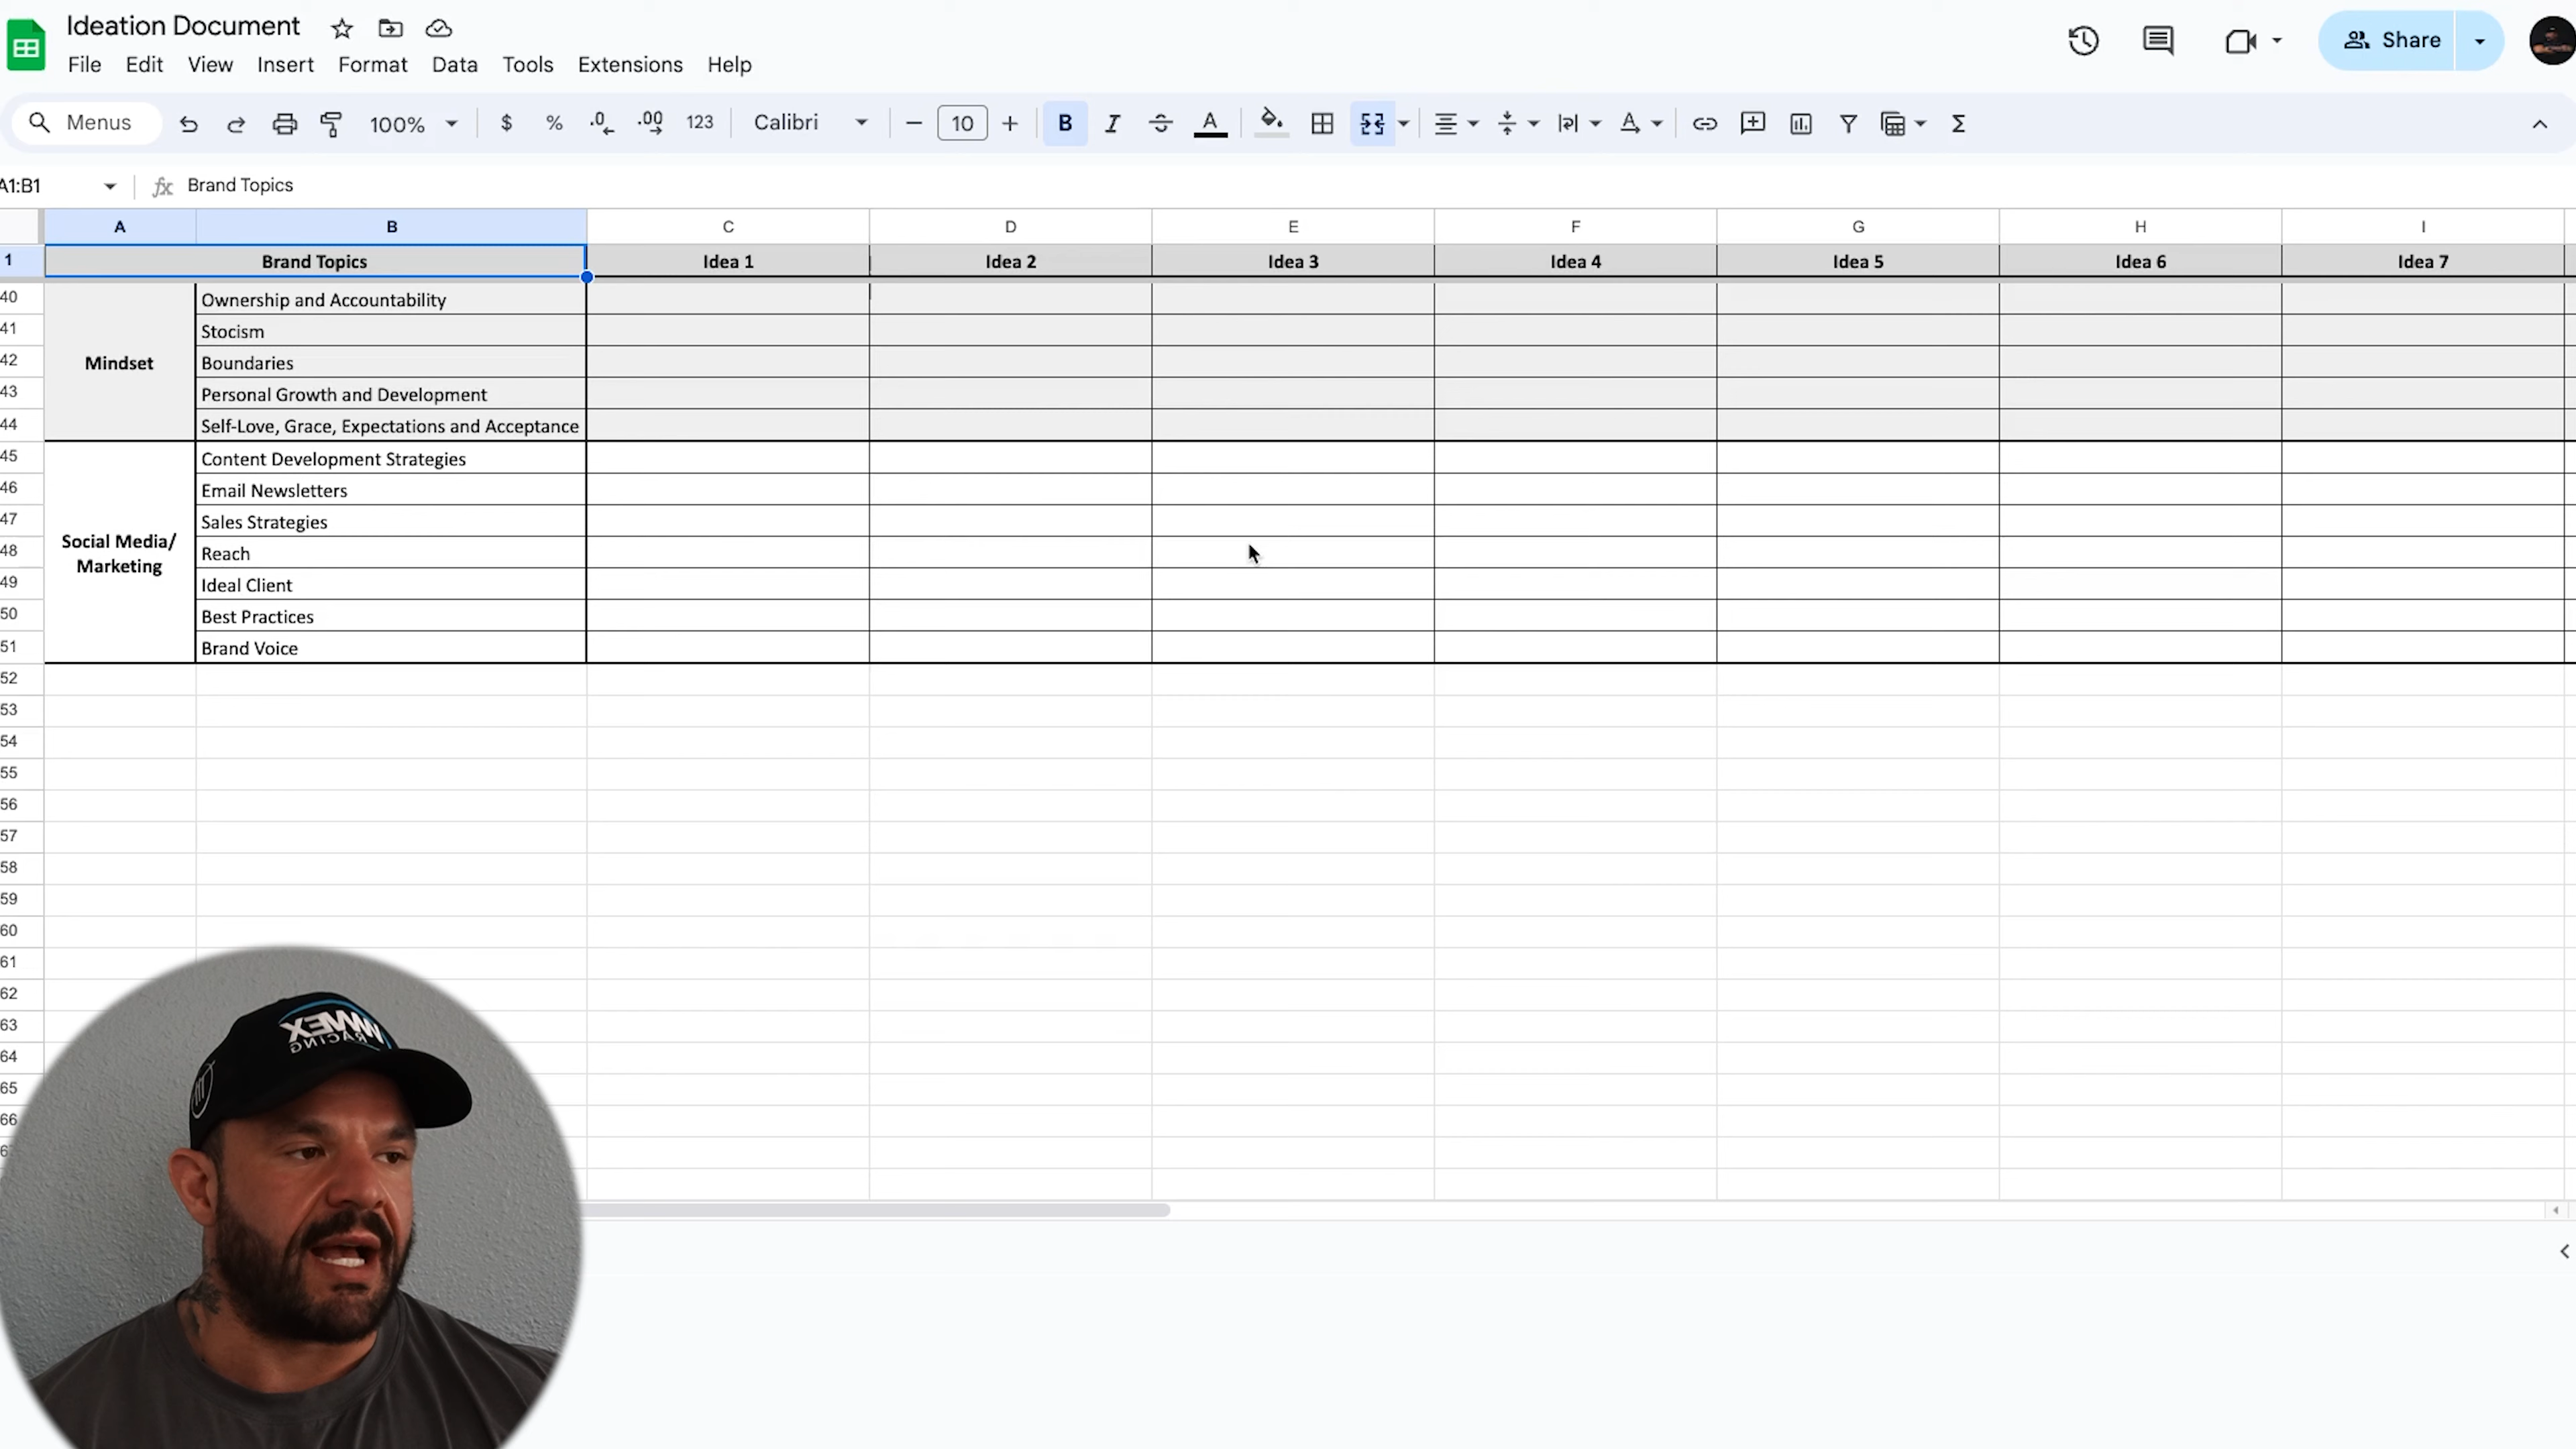 Ideation Document
File Edit View Insert Format Data Tools Extensions Help
Share
Menus 100% $ % .0 .00 123 Calibri 10 B I A Σ
A1:B1 fx Brand Topics
A B C D E F G H I
1 Brand Topics Idea 1 Idea 2 Idea 3 Idea 4 Idea 5 Idea 6 Idea 7
40 Ownership and Accountability
41 Stocism
42 Mindset Boundaries
43 Personal Growth and Development
44 Self-Love, Grace, Expectations and Acceptance
45 Content Development Strategies
46 Email Newsletters
47 Sales Strategies
48 Social Media/ Reach
Marketing
49 Ideal Client
50 Best Practices
51 Brand Voice
52
53
54
55
56
57
58
59
60
61
62
63
64
65
66
RACING